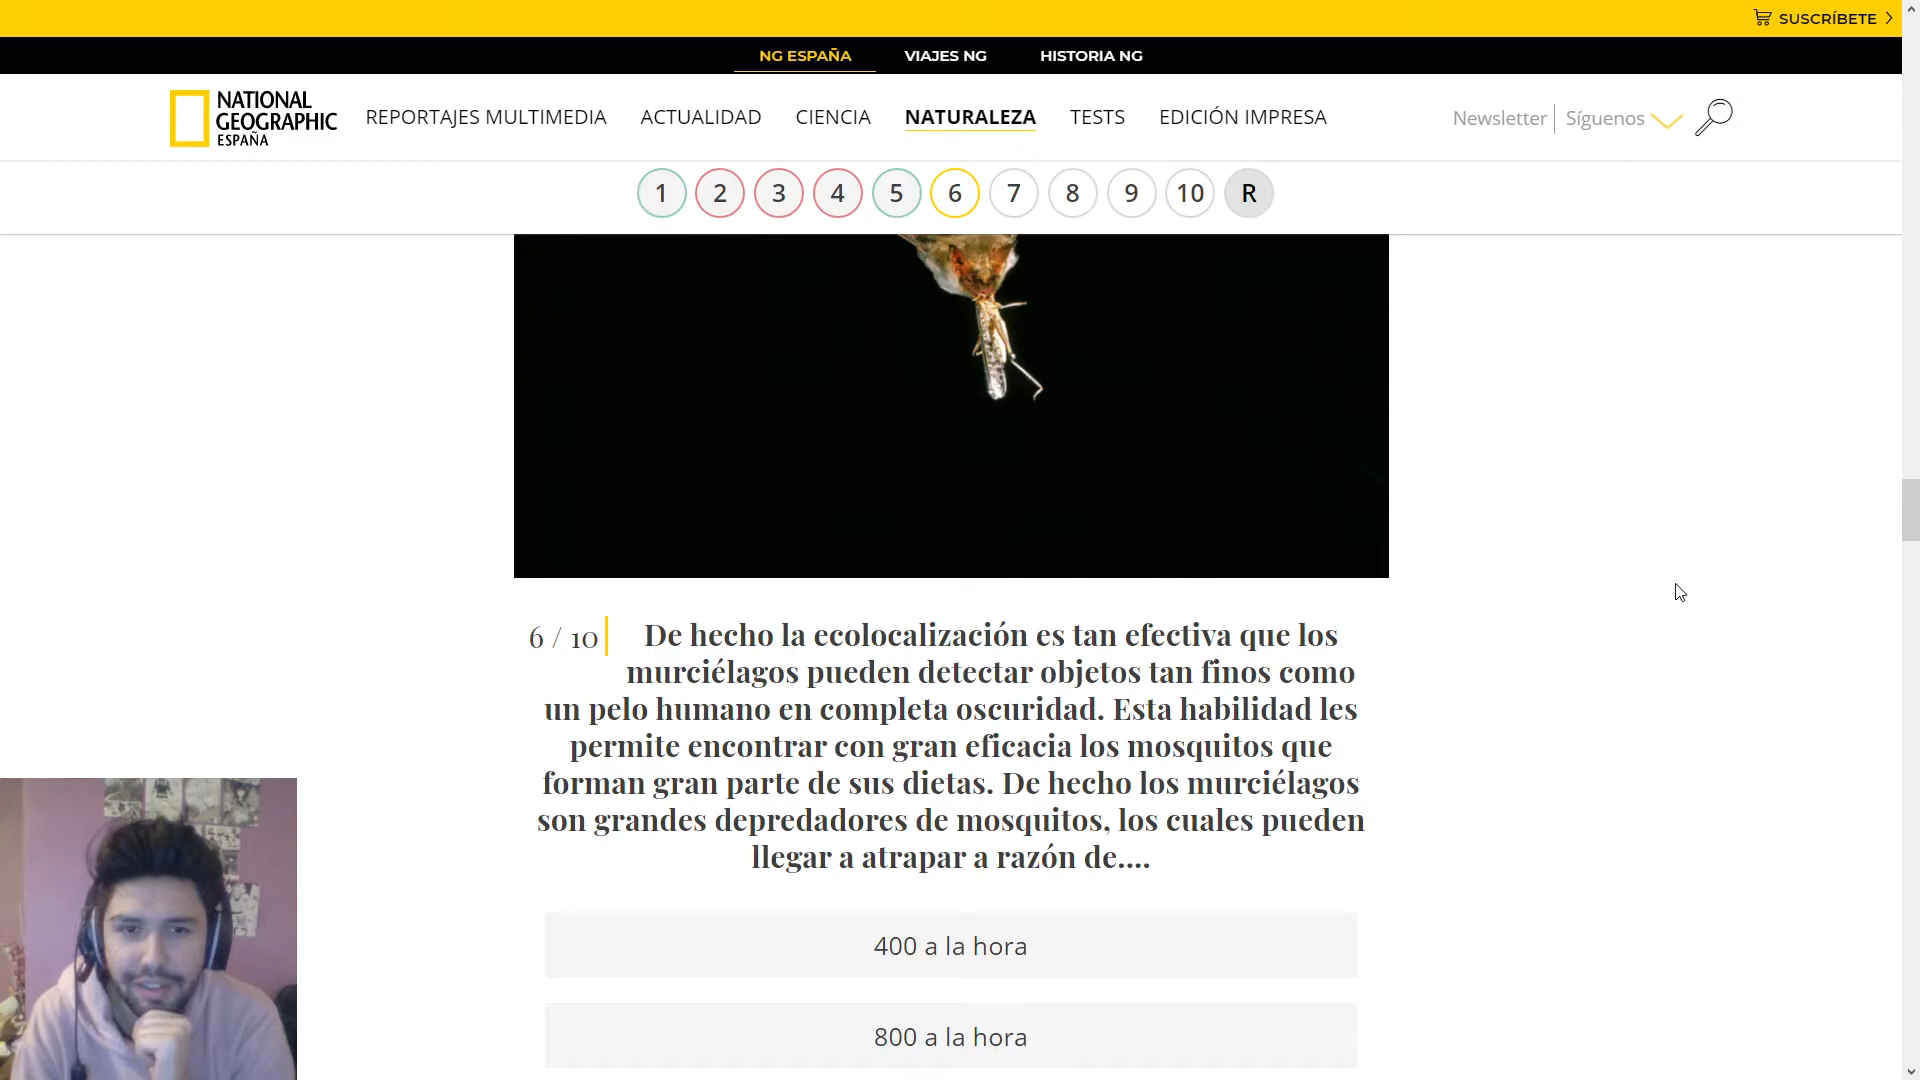 SUSCRÍBETE
NG ESPAÑA VIAJES NG HISTORIA NG
NATIONAL
GEOGRAPHIC
ESPAÑA
REPORTAJES MULTIMEDIA ACTUALIDAD CIENCIA NATURALEZA TESTS EDICIÓN IMPRESA
Newsletter Síguenos
1 2 3 4 5 6 7 8 9 10 R
6 / 10 De hecho la ecolocalización es tan efectiva que los
murciélagos pueden detectar objetos tan finos como
un pelo humano en completa oscuridad. Esta habilidad les
permite encontrar con gran eficacia los mosquitos que
forman gran parte de sus dietas. De hecho los murciélagos
son grandes depredadores de mosquitos, los cuales pueden
llegar a atrapar a razón de....
400 a la hora
800 a la hora